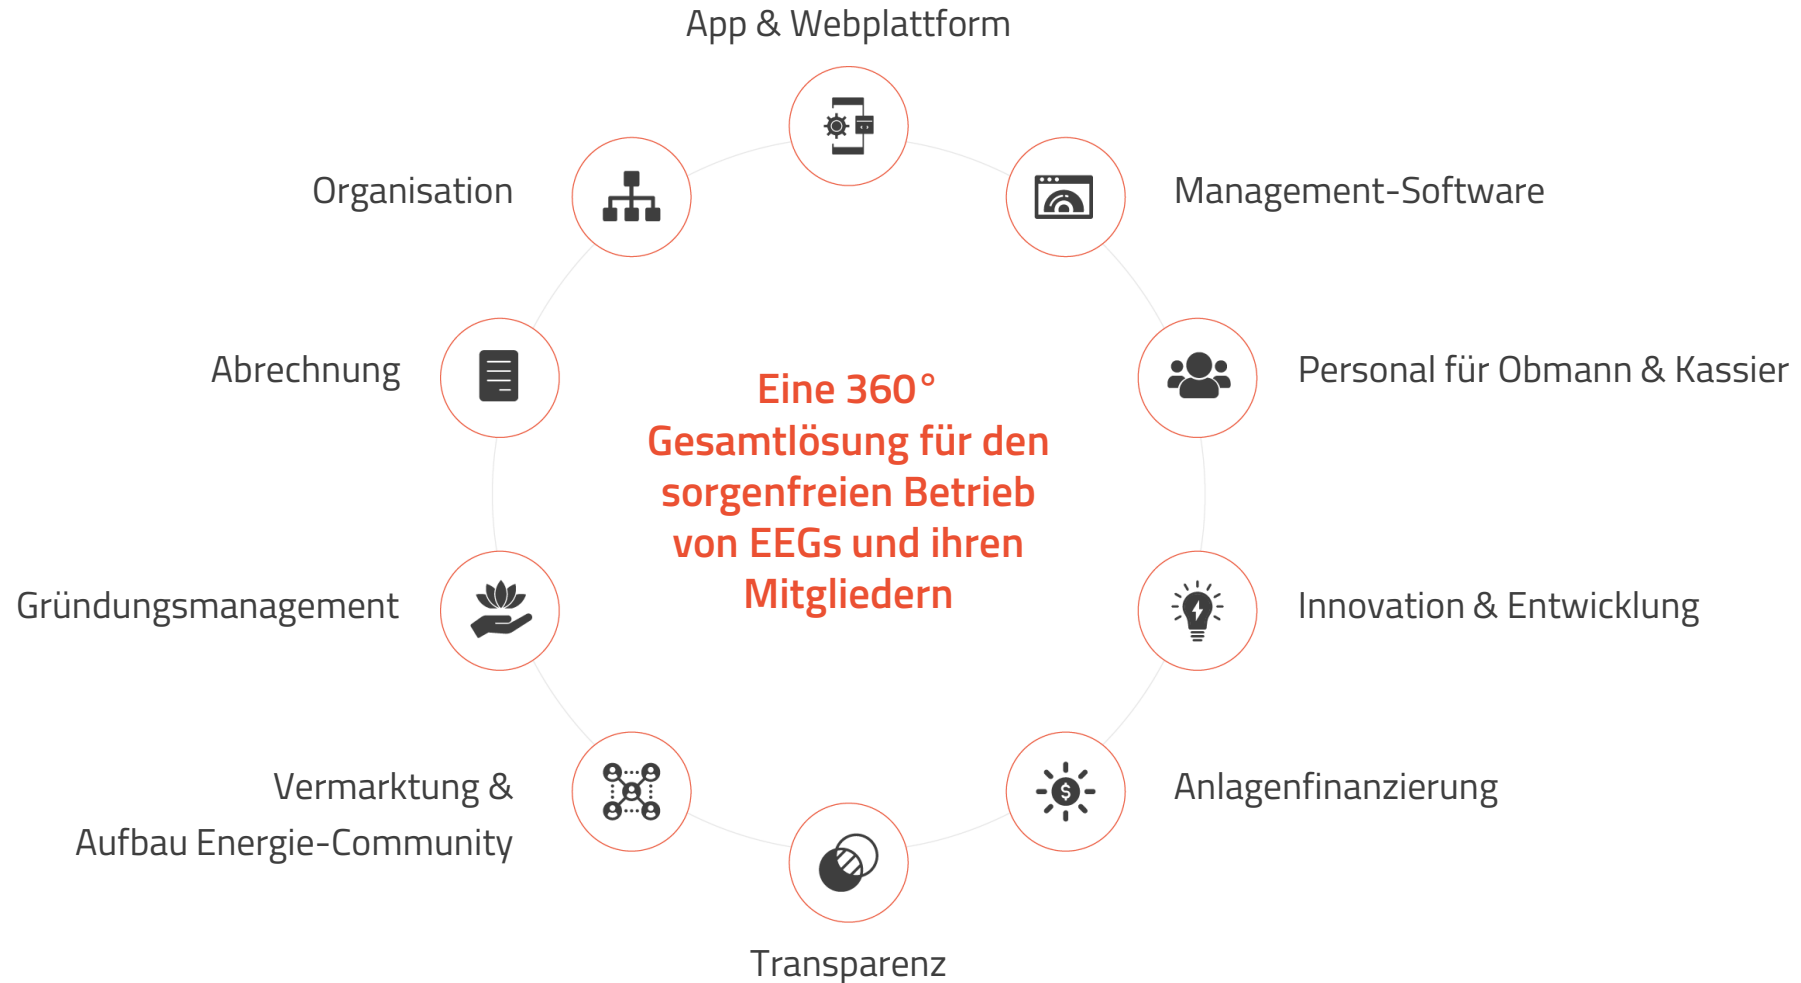 App & Webplattform
Organisation
Management-Software
Abrechnung
Personal für Obmann & Kassier
Eine 360°
Gesamtlösung für den
sorgenfreien Betrieb
von EEGs und ihren
Mitgliedern
Gründungsmanagement
Innovation & Entwicklung
Vermarktung &
Aufbau Energie-Community
Anlagenfinanzierung
$
Transparenz